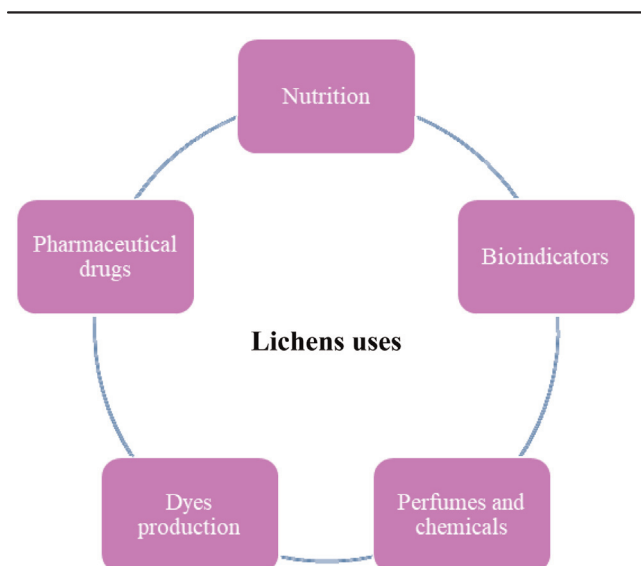 Nutrition
Bioindicators
Perfumes and
chemicals
Dyes
production
Pharmaceutical
drugs
Lichens uses